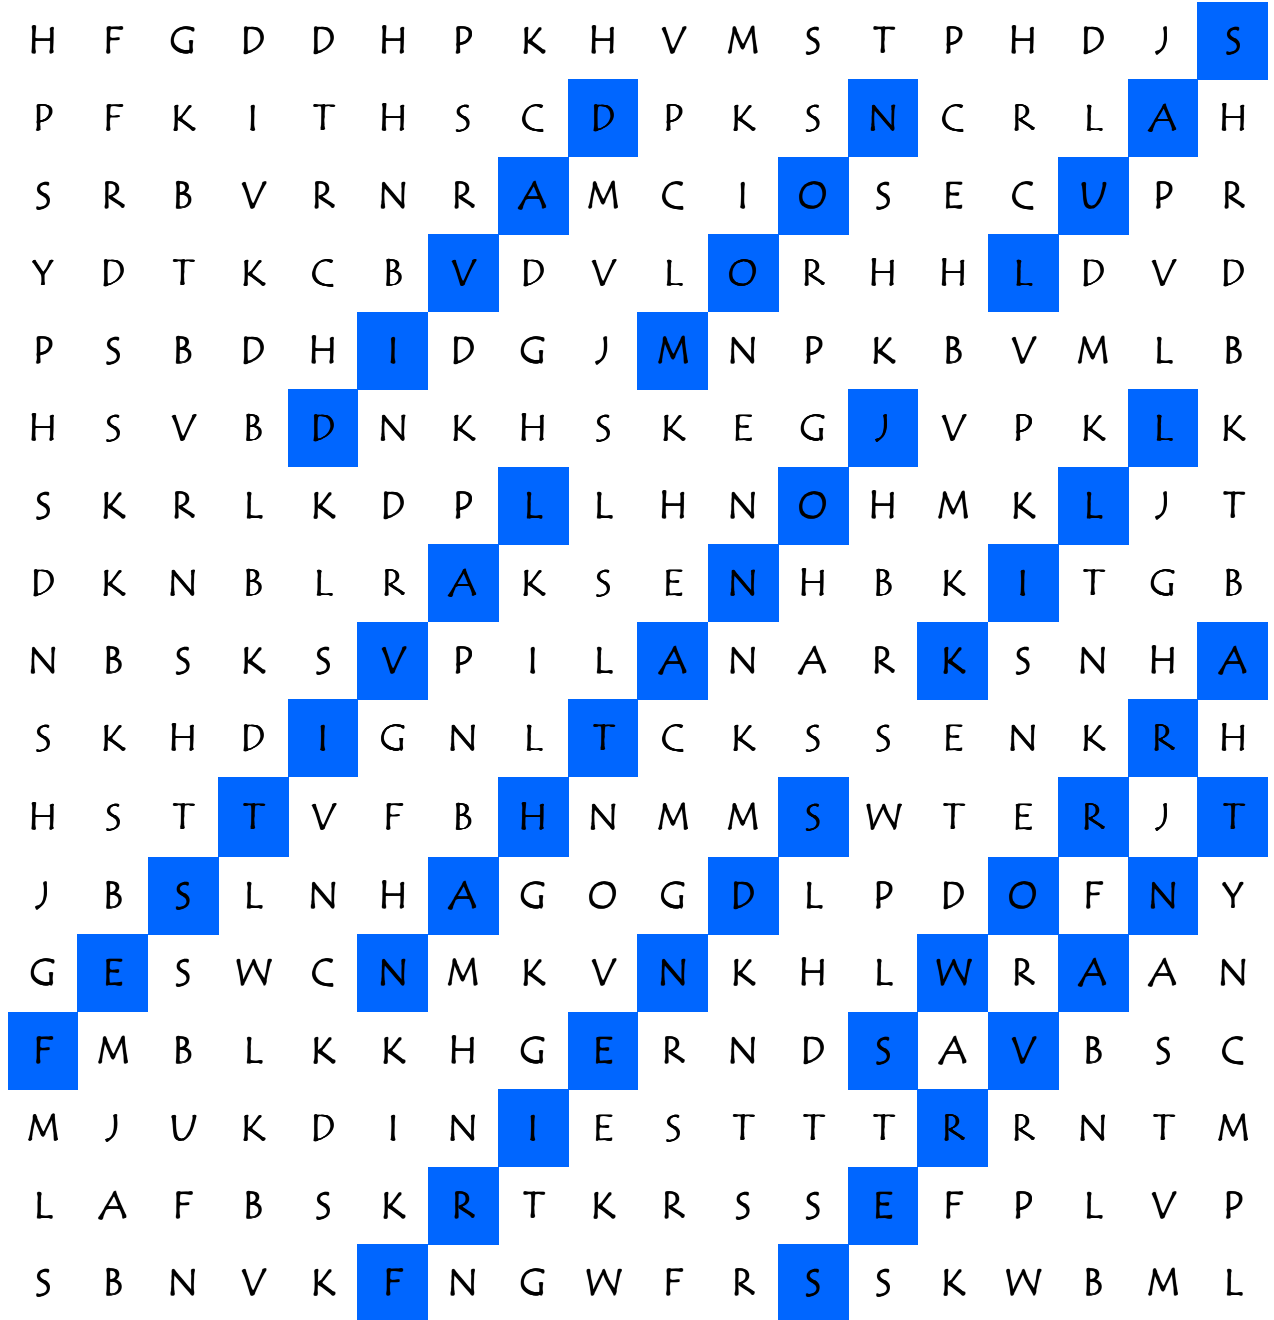 H F G D D H P K H V M S T P H D J S
P F K I T H S C D P K S N C R L A H
S R B V R N R A M C I O S E C U P R
Y D T K C B V D V L O R H H L D V D
P S B D H I D G J M N P K B V M L B
H S V B D N K H S K E G J V P K L K
S K R L K D P L L H N O H M K L J T
D K N B L R A K S E N H B K I T G B
N B S K S V P I L A N A R K S N H A
S K H D I G N L T C K S S E N K R H
H S T T V F B H N M M S W T E R J T
J B S L N H A G O G D L P D O F N Y
G E S W C N M K V N K H L W R A A N
F M B L K K H G E R N D S A V B S C
M J U K D I N I E S T T T R R N T M
L A F B S K R T K R S S E F P L V P
S B N V K F N G W F R S S K W B M L